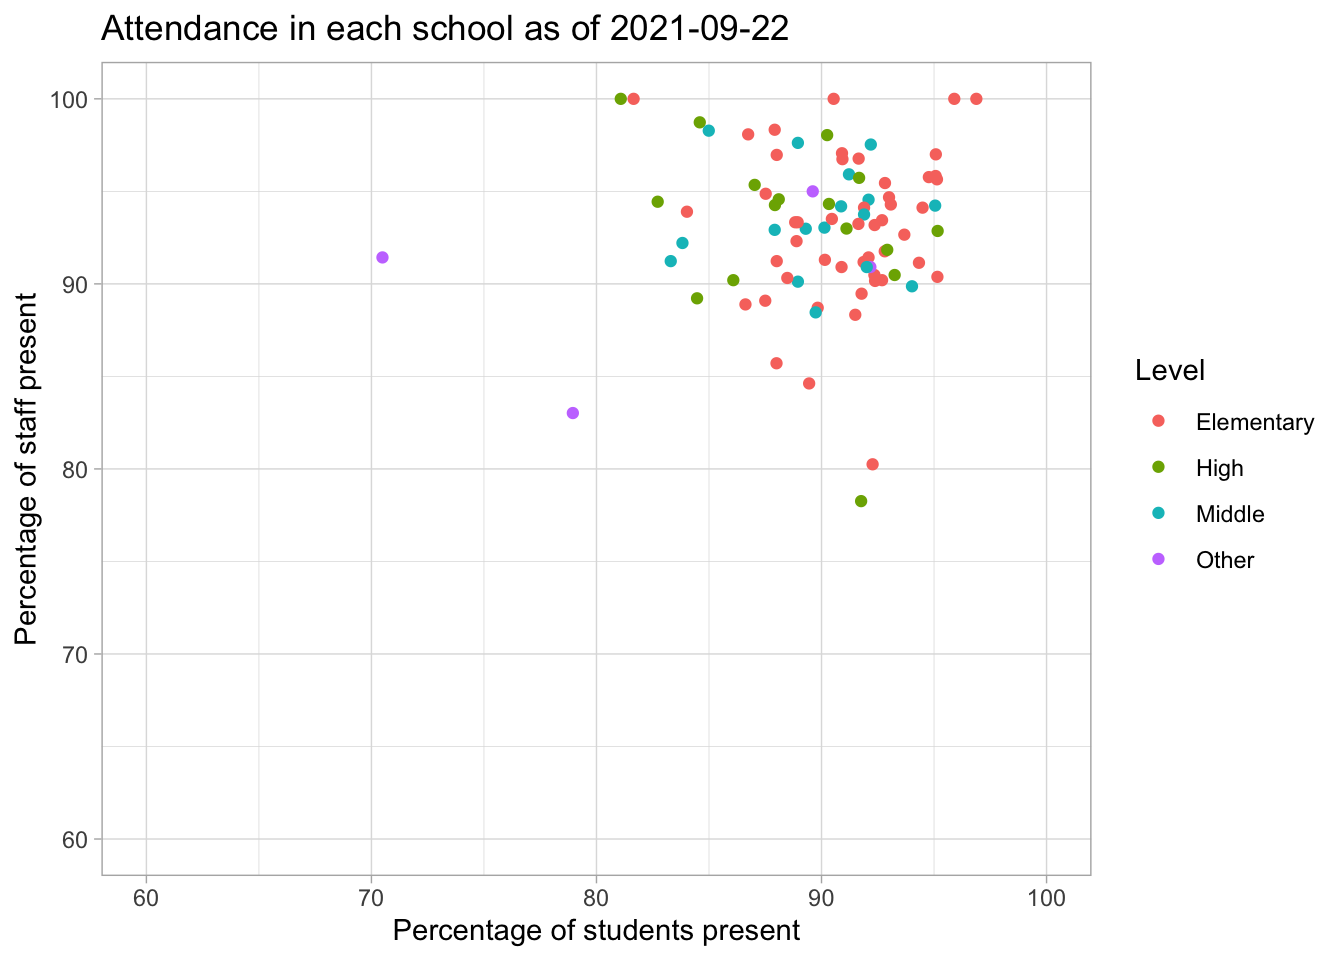 Attendance in each school as of 2021-09-22
Percentage of staff present
100
90
80
70
60
60 70 80 90 100
Percentage of students present
Level
Elementary
High
Middle
Other